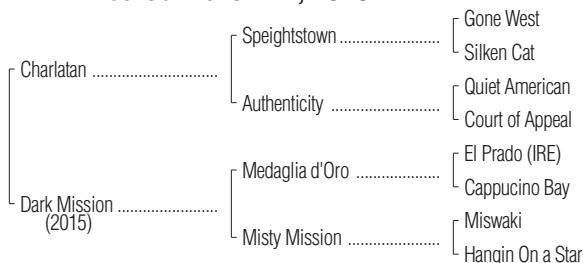 Speightstown
Gone West
Silken Cat
Charlatan
Authenticity
Quiet American
Court of Appeal
Medaglia d'Oro
El Prado (IRE)
Cappucino Bay
Dark Mission
(2015)
Misty Mission
Miswaki
Hangin On a Star